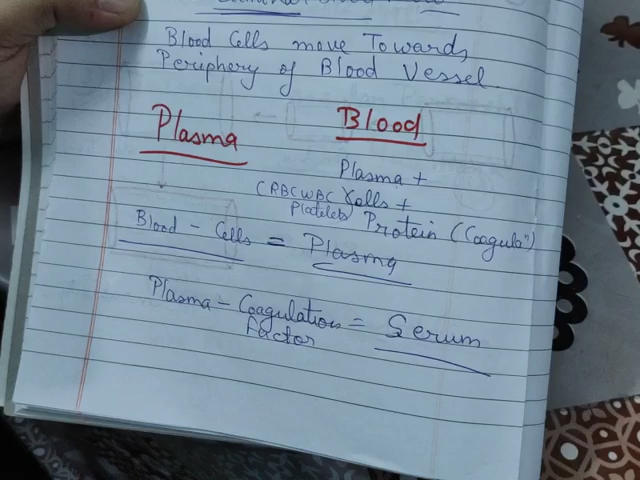 Blood Cells move Towards
Periphery of Blood Vessel.
Plasma
Blood
Plasma +
(RBC WBC Cells +
Platelets
Protein (Coagulaⁿ)
Blood - Cells = Plasma
Plasma - Coagulation = Serum
Factor